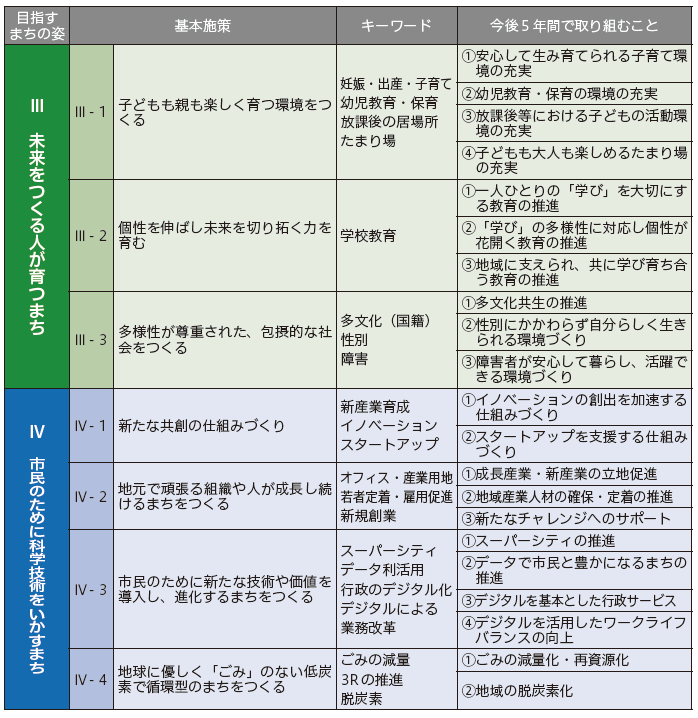 目指す
まちの姿
基本施策
キーワード
今後5年間で取り組むこと
Ⅲ 未来をつくる人が育つまち
Ⅲ - 1
子どもも親も楽しく育つ環境をつ
くる
妊娠・出産・子育て
幼児教育・保育
放課後の居場所
たまり場
①安心して生み育てられる子育て環
境の充実
②幼児教育・保育の環境の充実
③放課後等における子どもの活動環
境の充実
④子どもも大人も楽しめるたまり場
の充実
Ⅲ - 2
個性を伸ばし未来を切り拓く力を
育む
学校教育
①一人ひとりの「学び」を大切にす
る教育の推進
②「学び」の多様性に対応し個性が
花開く教育の推進
③地域に支えられ、共に学び育ち合
う教育の推進
Ⅲ - 3
多様性が尊重された、包摂的な社
会をつくる
多文化（国籍）
性別
障害
①多文化共生の推進
②性別にかかわらず自分らしく生き
られる環境づくり
③障害者が安心して暮らし、活躍で
きる環境づくり
Ⅳ 市民のために科学技術をいかすまち
Ⅳ - 1
新たな共創の仕組みづくり
新産業育成
イノベーション
スタートアップ
①イノベーションの創出を加速する
仕組みづくり
②スタートアップを支援する仕組み
づくり
Ⅳ - 2
地元で頑張る組織や人が成長し続
けるまちをつくる
オフィス・産業用地
若者定着・雇用促進
新規創業
①成長産業・新産業の立地促進
②地域産業人材の確保・定着の推進
③新たなチャレンジへのサポート
Ⅳ - 3
市民のために新たな技術や価値を
導入し、進化するまちをつくる
スーパーシティ
データ利活用
行政のデジタル化
デジタルによる
業務改革
①スーパーシティの推進
②データで市民と豊かになるまちの
推進
③デジタルを基本とした行政サービス
④デジタルを活用したワークライフ
バランスの向上
Ⅳ - 4
地球に優しく「ごみ」のない低炭
素で循環型のまちをつくる
ごみの減量
3Rの推進
脱炭素
①ごみの減量化・再資源化
②地域の脱炭素化